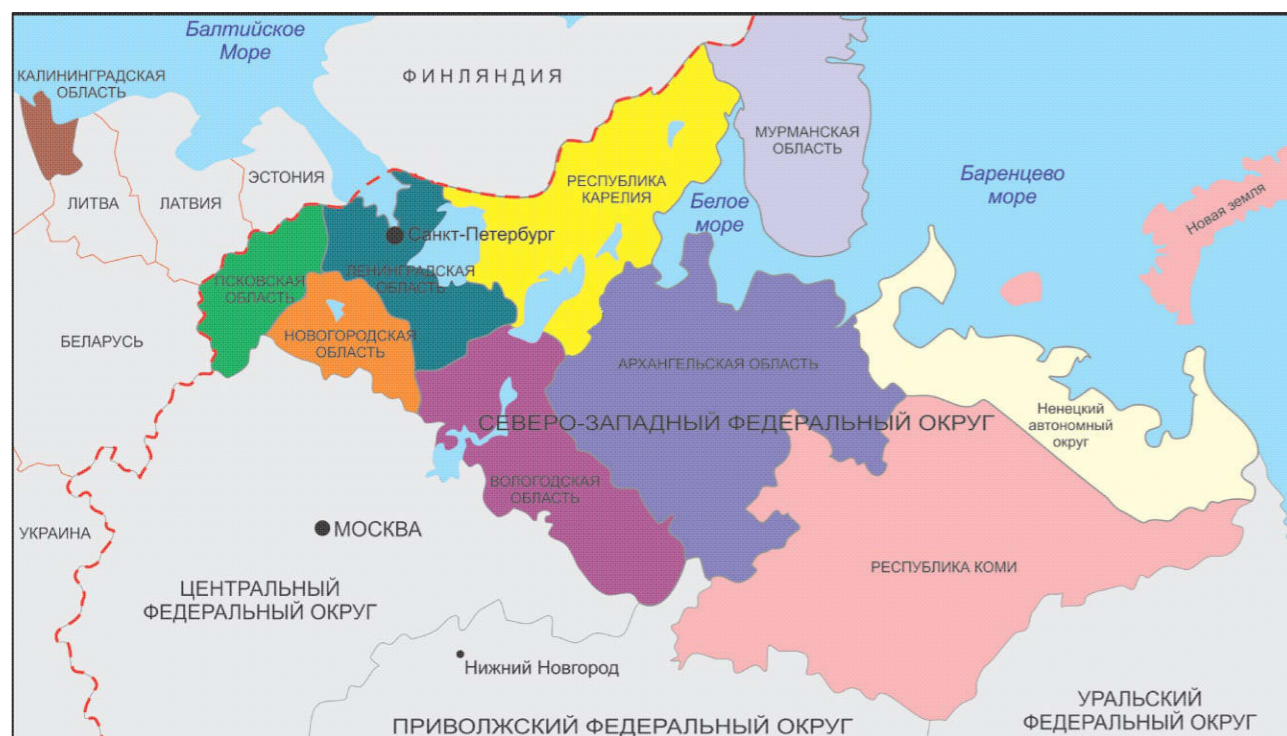 Балтийское
Море
КАЛИНИНГРАДСКАЯ
ОБЛАСТЬ
ФИНЛЯНДИЯ
МУРМАНСКАЯ
ОБЛАСТЬ
ЭСТОНИЯ
ЛИТВА
ЛАТВИЯ
РЕСПУБЛИКА
КАРЕЛИЯ
Белое
море
Баренцево
море
Новая земля
Санкт-Петербург
ПСКОВСКАЯ
ОБЛАСТЬ
ЛЕНИНГРАДСКАЯ
ОБЛАСТЬ
НОВОГОРОДСКАЯ
ОБЛАСТЬ
БЕЛАРУСЬ
АРХАНГЕЛЬСКАЯ ОБЛАСТЬ
СЕВЕРО-ЗАПАДНЫЙ ФЕДЕРАЛЬНЫЙ ОКРУГ
Ненецкий
автономный
округ
ВОЛОГОДСКАЯ
ОБЛАСТЬ
УКРАИНА
МОСКВА
РЕСПУБЛИКА КОМИ
ЦЕНТРАЛЬНЫЙ
ФЕДЕРАЛЬНЫЙ ОКРУГ
Нижний Новгород
ПРИВОЛЖСКИЙ ФЕДЕРАЛЬНЫЙ ОКРУГ
УРАЛЬСКИЙ
ФЕДЕРАЛЬНЫЙ ОКРУГ